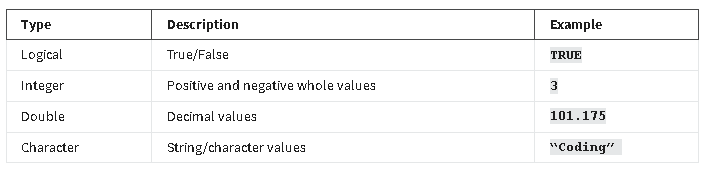 Type Description Example
Logical True/False TRUE
Integer Positive and negative whole values 3
Double Decimal values 101.175
Character String/character values “Coding”